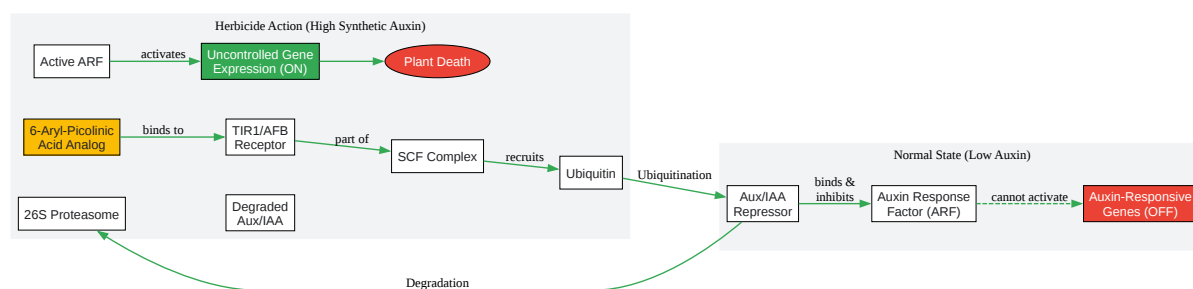 Herbicide Action (High Synthetic Auxin)
Active ARF
activates
Uncontrolled Gene
Expression (ON)
Plant Death
6-Aryl-Picolinic
Acid Analog
binds to
TIR1/AFB
Receptor
part of
SCF Complex
recruits
Ubiquitin
Ubiquitination
26S Proteasome
Degraded
Aux/IAA
Normal State (Low Auxin)
Aux/IAA
Repressor
binds &
inhibits
Auxin Response
Factor (ARF)
cannot activate
Auxin-Responsive
Genes (OFF)
Degradation